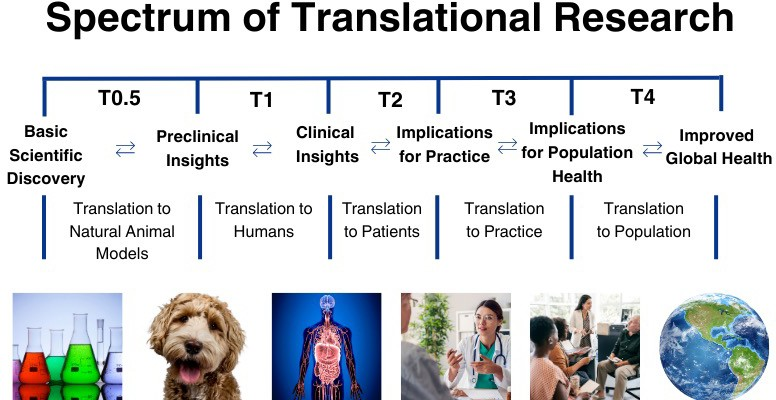 Spectrum of Translational Research
T0.5
T1
T2
T3
T4
Basic
Scientific
Discovery
Preclinical
Insights
Clinical
Insights
Implications
for Practice
Implications
for Population
Health
Improved
Global Health
Translation to
Natural Animal
Models
Translation to
Humans
Translation
to Patients
Translation
to Practice
Translation
to Population